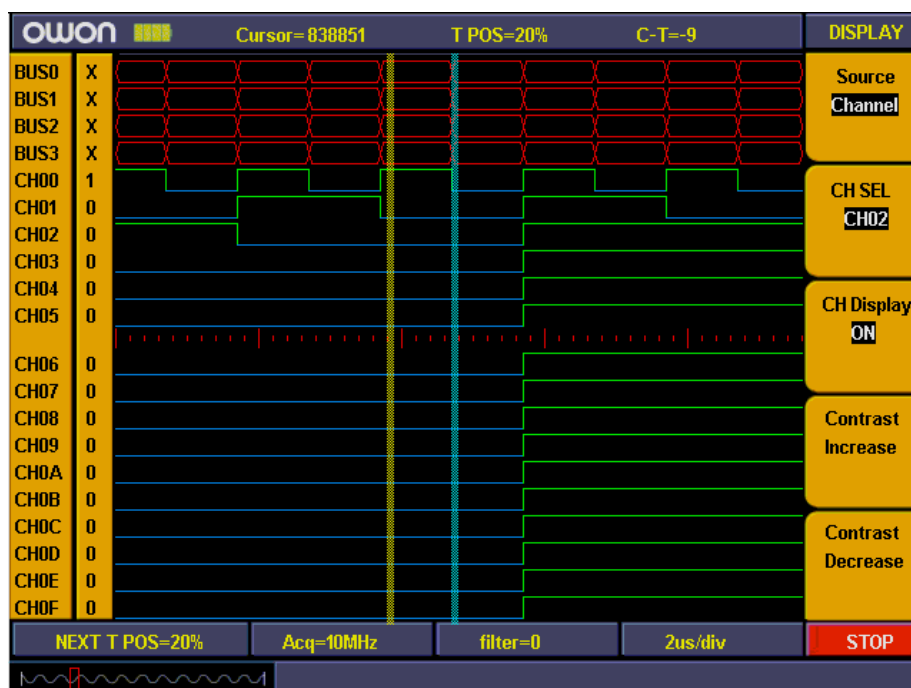 owon Cursor=838851 T POS=20% C-T=-9 DISPLAY
BUS0 X
BUS1 X
BUS2 X
BUS3 X
CH00 1
CH01 0
CH02 0
CH03 0
CH04 0
CH05 0
CH06 0
CH07 0
CH08 0
CH09 0
CH0A 0
CH0B 0
CH0C 0
CH0D 0
CH0E 0
CH0F 0
Source
Channel
CH SEL
CH02
CH Display
ON
Contrast
Increase
Contrast
Decrease
NEXT T POS=20% Acq=10MHz filter=0 2us/div STOP